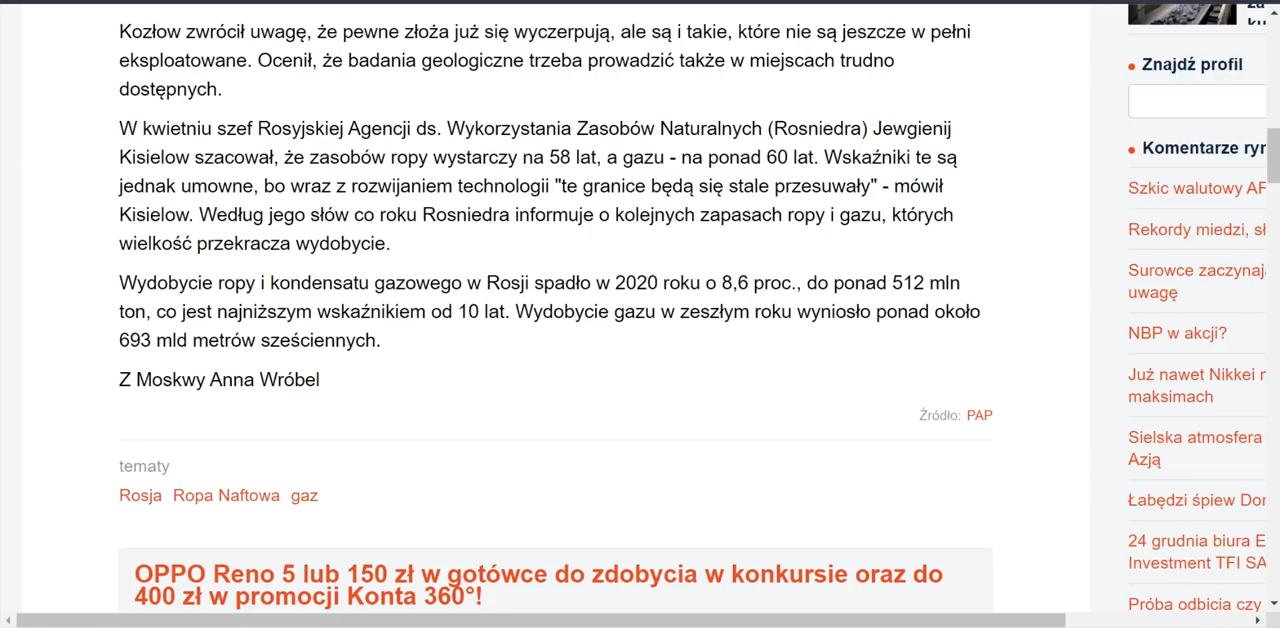 Kozłow zwrócił uwagę, że pewne złoża już się wyczerpują, ale są i takie, które nie są jeszcze w pełni
eksploatowane. Ocenił, że badania geologiczne trzeba prowadzić także w miejscach trudno
dostępnych.
W kwietniu szef Rosyjskiej Agencji ds. Wykorzystania Zasobów Naturalnych (Rosniedra) Jewgienij
Kisielow szacował, że zasobów ropy wystarczy na 58 lat, a gazu - na ponad 60 lat. Wskaźniki te są
jednak umowne, bo wraz z rozwijaniem technologii "te granice będą się stale przesuwały" - mówił
Kisielow. Według jego słów co roku Rosniedra informuje o kolejnych zapasach ropy i gazu, których
wielkość przekracza wydobycie.
Wydobycie ropy i kondensatu gazowego w Rosji spadło w 2020 roku o 8,6 proc., do ponad 512 mln
ton, co jest najniższym wskaźnikiem od 10 lat. Wydobycie gazu w zeszłym roku wyniosło ponad około
693 mld metrów sześciennych.
Z Moskwy Anna Wróbel
Źródło: PAP
tematy
Rosja Ropa Naftowa gaz
OPPO Reno 5 lub 150 zł w gotówce do zdobycia w konkursie oraz do
400 zł w promocji Konta 360°!
Znajdź profil
Komentarze
Szkic walutowy
Rekordy miedzi,
Surowce
uwagę
NBP w akcji?
Już nawet Nikkei
maksimach
Sielska atmosfera
Azją
Łabędzi śpiew
24 grudnia biura
Investment TFI SA
Próba odbicia czy